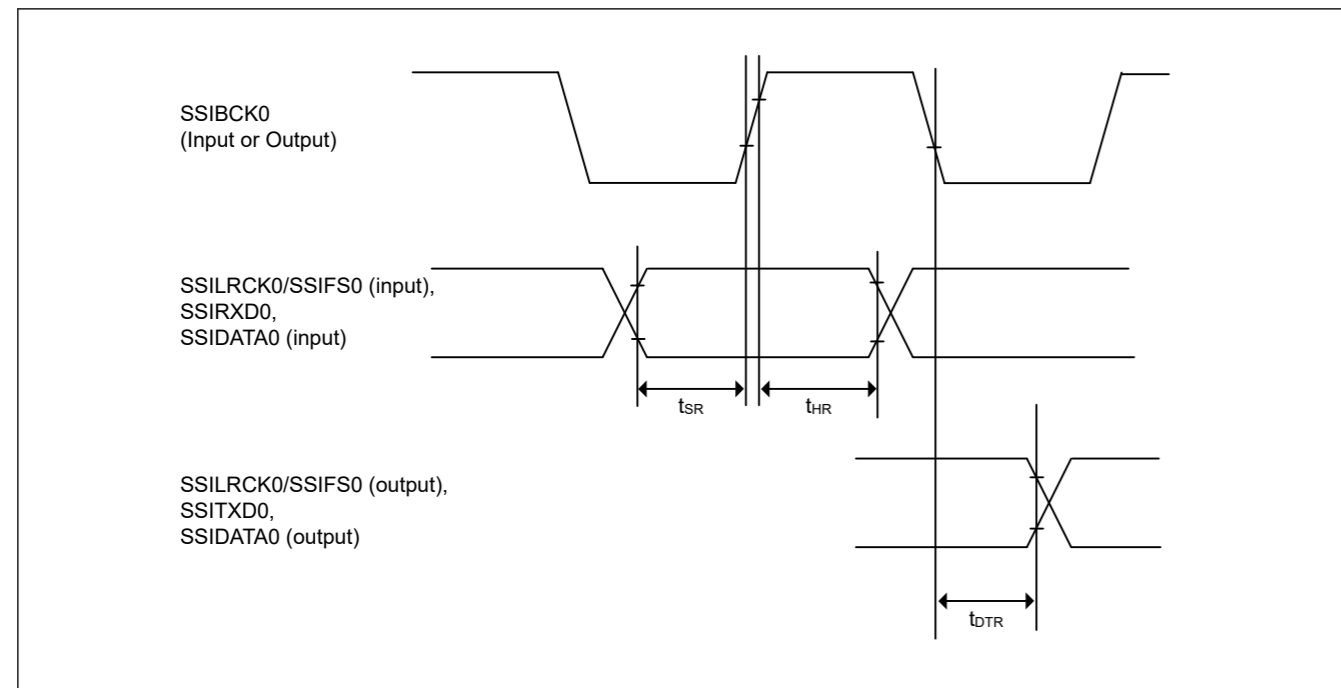 SSIBCK0
(Input or Output)
SSILRCK0/SSIFS0 (input),
SSIRXD0,
SSIDATA0 (input)
tSR
tHR
SSILRCK0/SSIFS0 (output),
SSITXD0,
SSIDATA0 (output)
tDTR